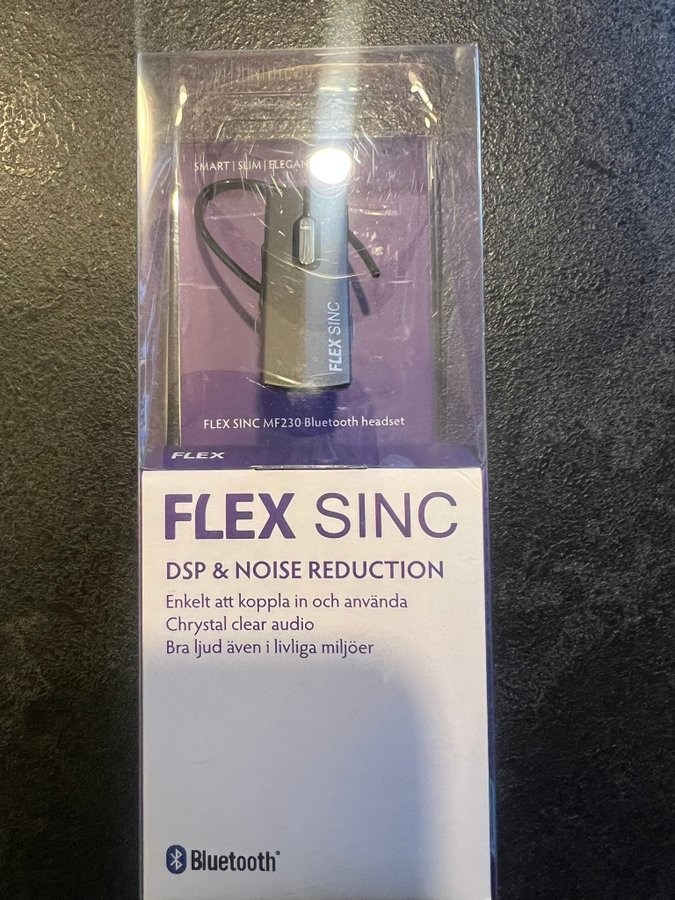 SMART | SLIM | ELEGAN
FLEX SINC
FLEX SINC MF230 Bluetooth headset
FLEX
FLEX SINC
DSP & NOISE REDUCTION
Enkelt att koppla in och använda
Chrystal clear audio
Bra ljud även i livliga miljöer
Bluetooth®